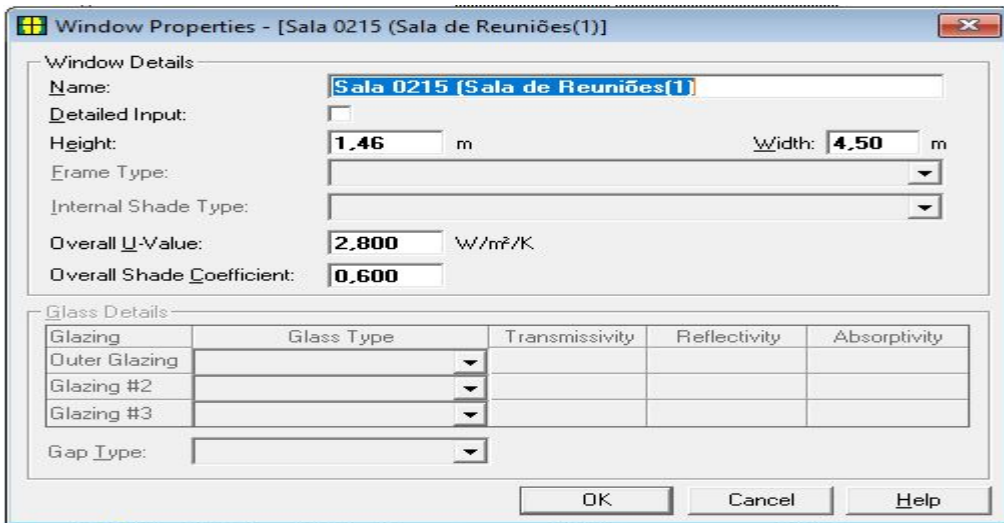 Window Properties - [Sala 0215 (Sala de Reuniões(1)]
Window Details
Name: Sala 0215 (Sala de Reuniões(1)
Detailed Input:
Height: 1,46 m Width: 4,50 m
Frame Type:
Internal Shade Type:
Overall U-Value: 2,800 W/m²/K
Overall Shade Coefficient: 0,600
Glass Details
Glazing Glass Type Transmissivity Reflectivity Absorptivity
Outer Glazing
Glazing #2
Glazing #3
Gap Type:
OK Cancel Help